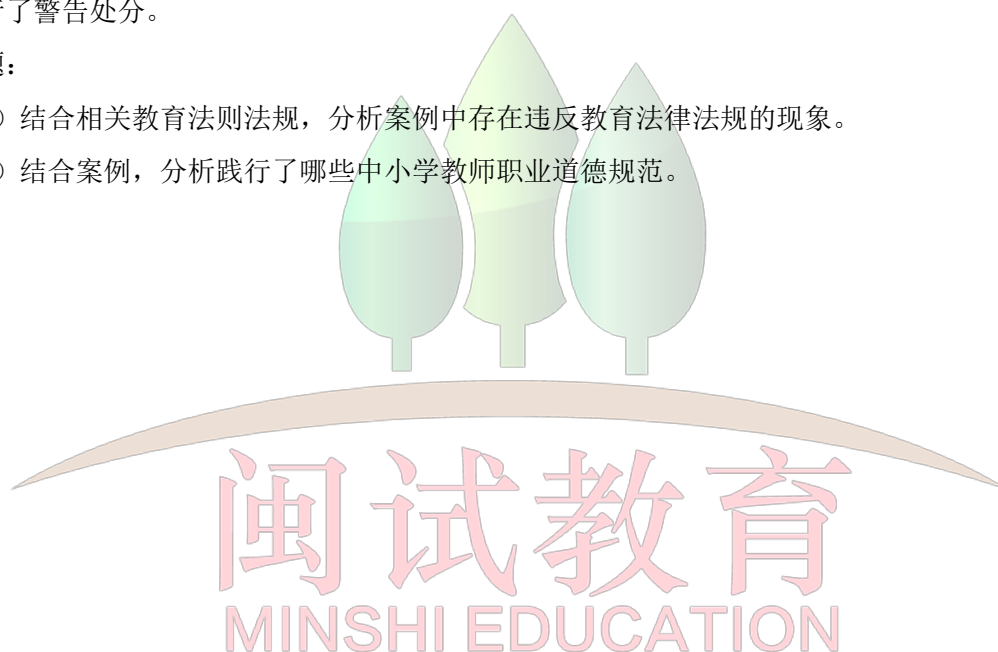 了警告处分。
：
）结合相关教育法则法规，分析案例中存在违反教育法律法规的现象。
）结合案例，分析践行了哪些中小学教师职业道德规范。
闽试教育
MINSHI EDUCATION